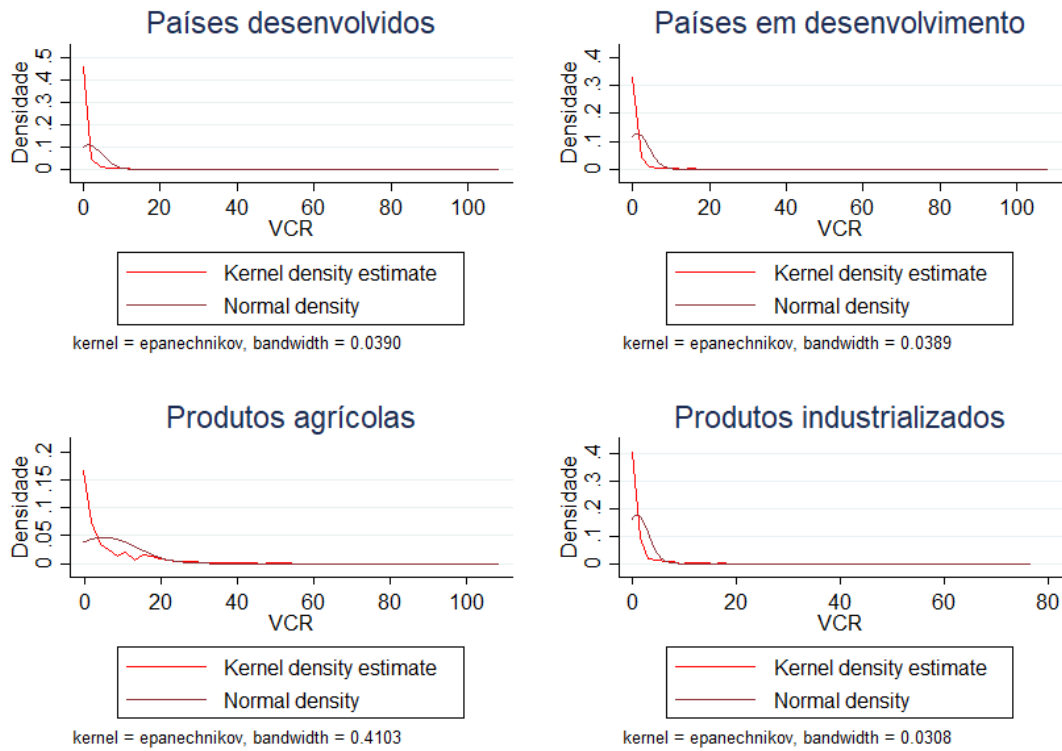 Países desenvolvidos
Densidade
0 .1 .2 .3 .4 .5
0 20 40 60 80 100
VCR
Kernel density estimate
Normal density
kernel = epanechnikov, bandwidth = 0.0390
Países em desenvolvimento
Densidade
0 .1 .2 .3 .4
0 20 40 60 80 100
VCR
Kernel density estimate
Normal density
kernel = epanechnikov, bandwidth = 0.0389
Produtos agrícolas
Densidade
0 .05 .1 .15 .2
0 20 40 60 80 100
VCR
Kernel density estimate
Normal density
kernel = epanechnikov, bandwidth = 0.4103
Produtos industrializados
Densidade
0 .1 .2 .3 .4
0 20 40 60 80
VCR
Kernel density estimate
Normal density
kernel = epanechnikov, bandwidth = 0.0308